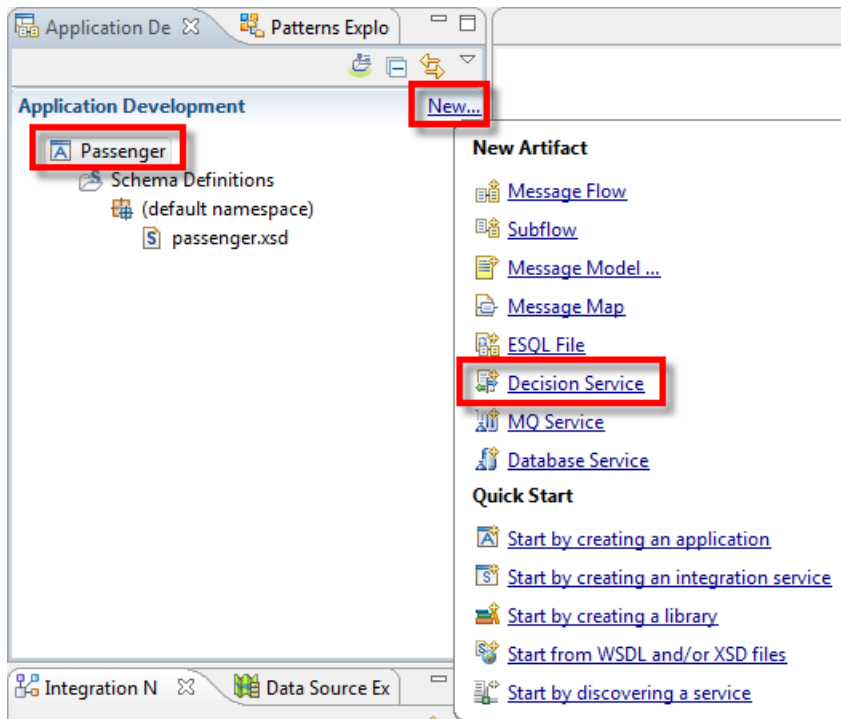 Application De
Patterns Explo
Application Development
New...
Passenger
Schema Definitions
(default namespace)
passenger.xsd
New Artifact
Message Flow
Subflow
Message Model ...
Message Map
ESQL File
Decision Service
MQ Service
Database Service
Quick Start
Start by creating an application
Start by creating an integration service
Start by creating a library
Start from WSDL and/or XSD files
Start by discovering a service
Integration N
Data Source Ex